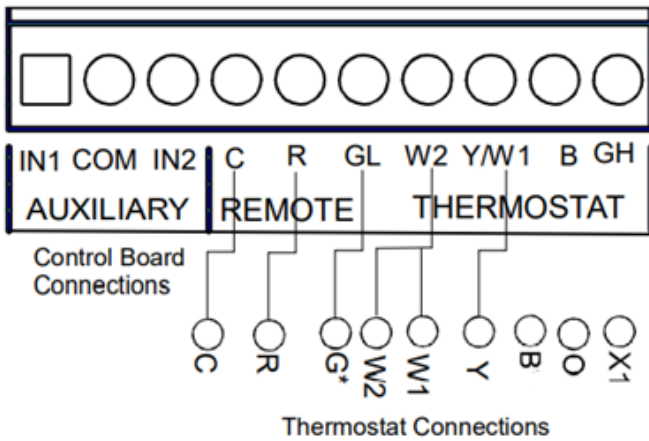 IN1 COM IN2 C R GL W2 Y/W1 B GH
AUXILIARY REMOTE THERMOSTAT
Control Board
Connections
C R G* W2 W1 Y B O X1
Thermostat Connections